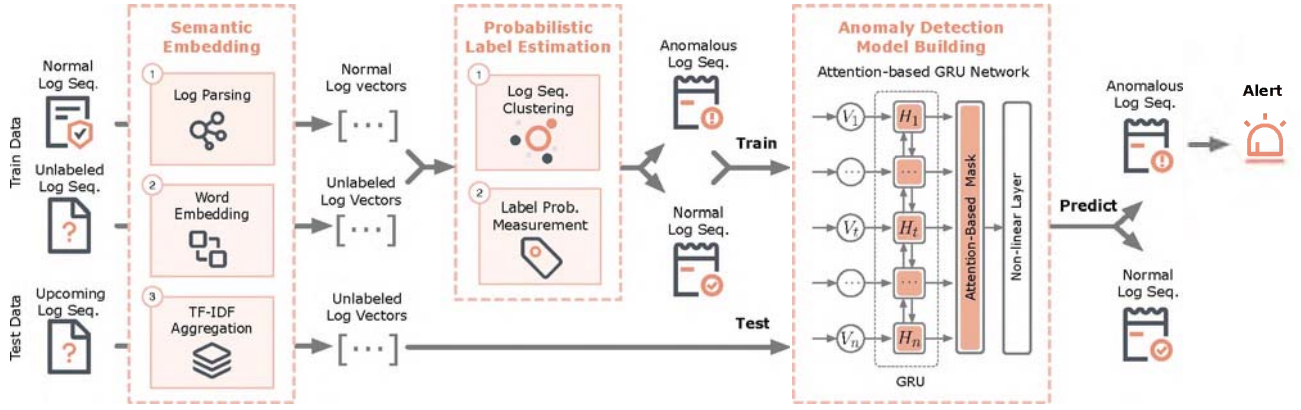 Train Data
Test Data
Normal
Log Seq.
Unlabeled
Log Seq.
?
Upcoming
Log Seq.
?
Semantic
Embedding
1
Log Parsing
2
Word
Embedding
3
TF-IDF
Aggregation
Normal
Log vectors
[...]
Unlabeled
Log Vectors
[...]
Unlabeled
Log Vectors
[...]
Probabilistic
Label Estimation
1
Log Seq.
Clustering
2
Label Prob.
Measurement
Anomalous
Log Seq.
Normal
Log Seq.
Train
Test
Anomaly Detection
Model Building
Attention-based GRU Network
V1
H1
...
...
Vt
Ht
...
...
Vn
Hn
GRU
Attention-Based Mask
Non-linear Layer
Predict
Anomalous
Log Seq.
Normal
Log Seq.
Alert